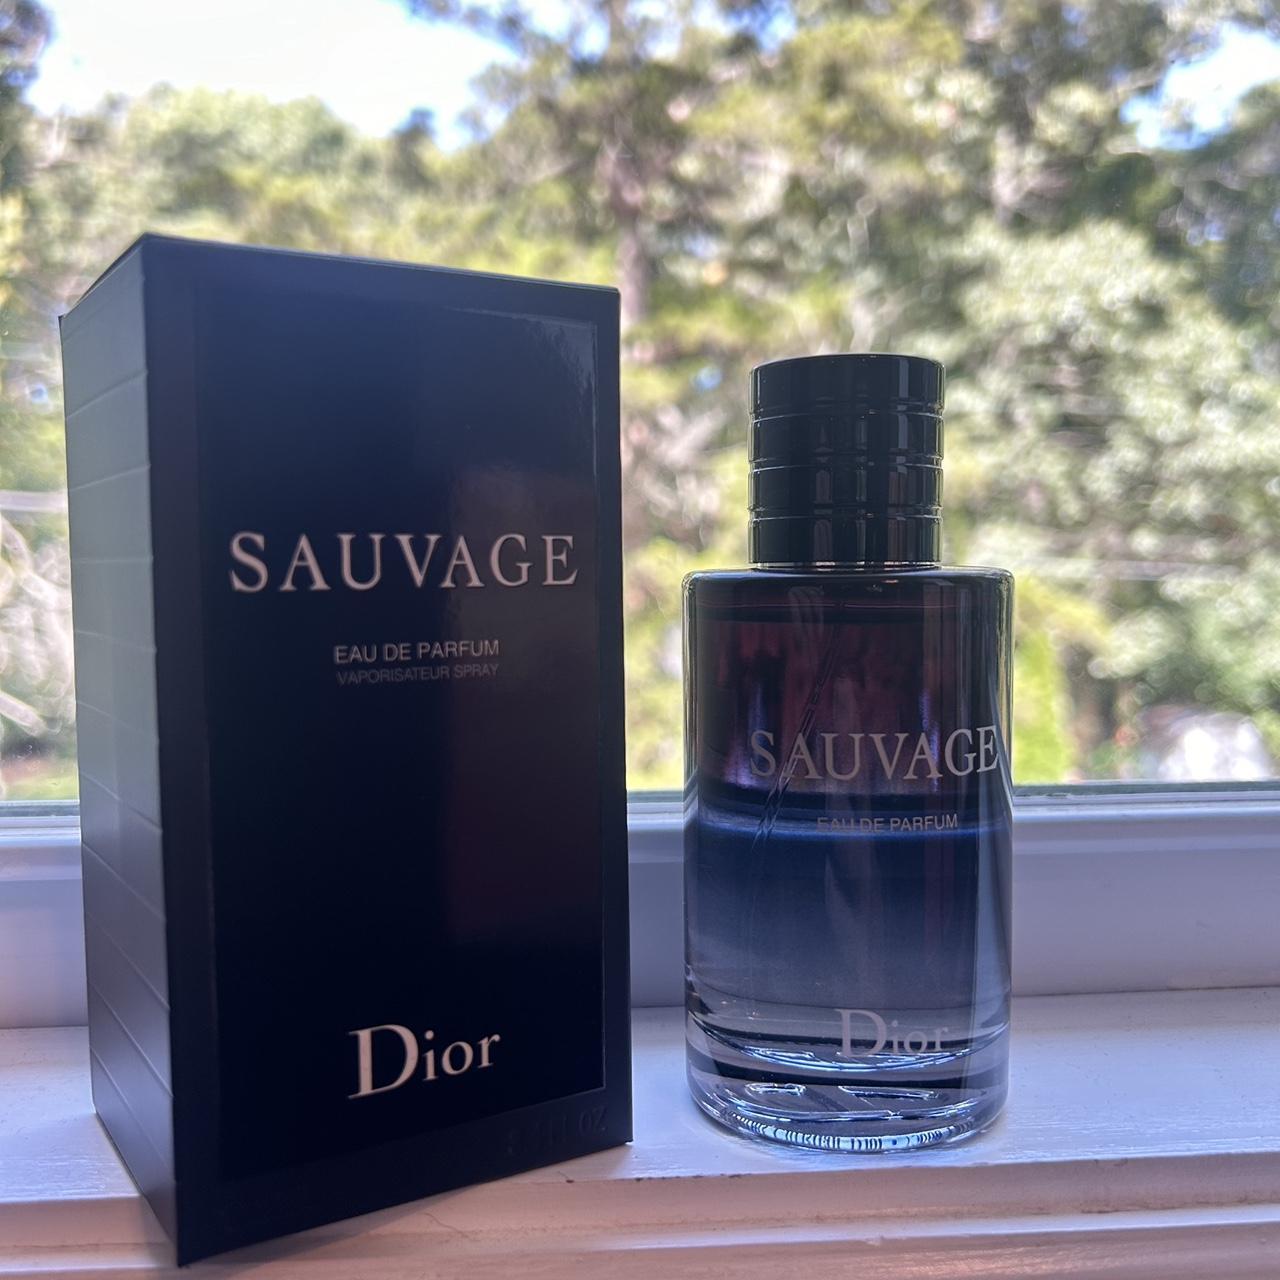 SAUVAGE
EAU DE PARFUM
VAPORISATEUR SPRAY
Dior
SAUVAGE
EAU DE PARFUM
Dior